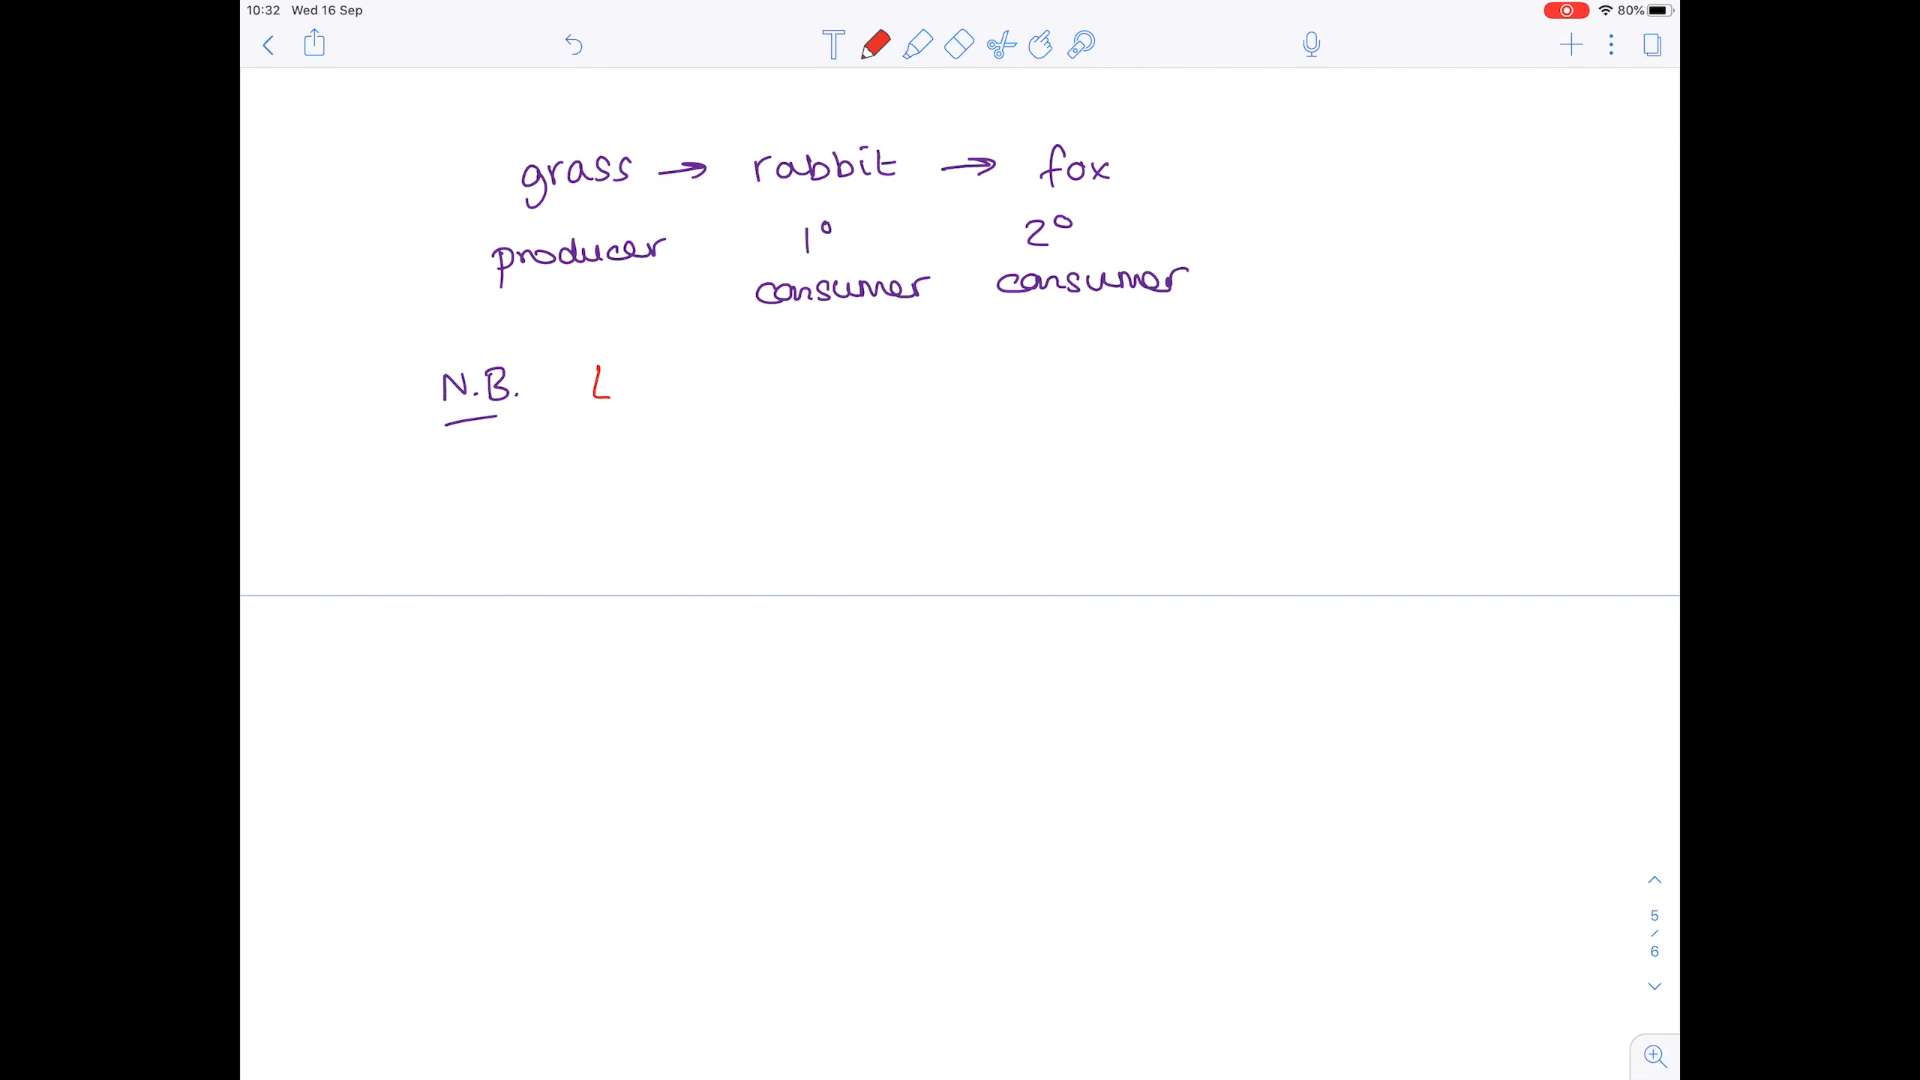 10:32 Wed 16 Sep 80%
grass → rabbit → fox
producer 1° 2°
consumer consumer
N.B. L
5
/
6